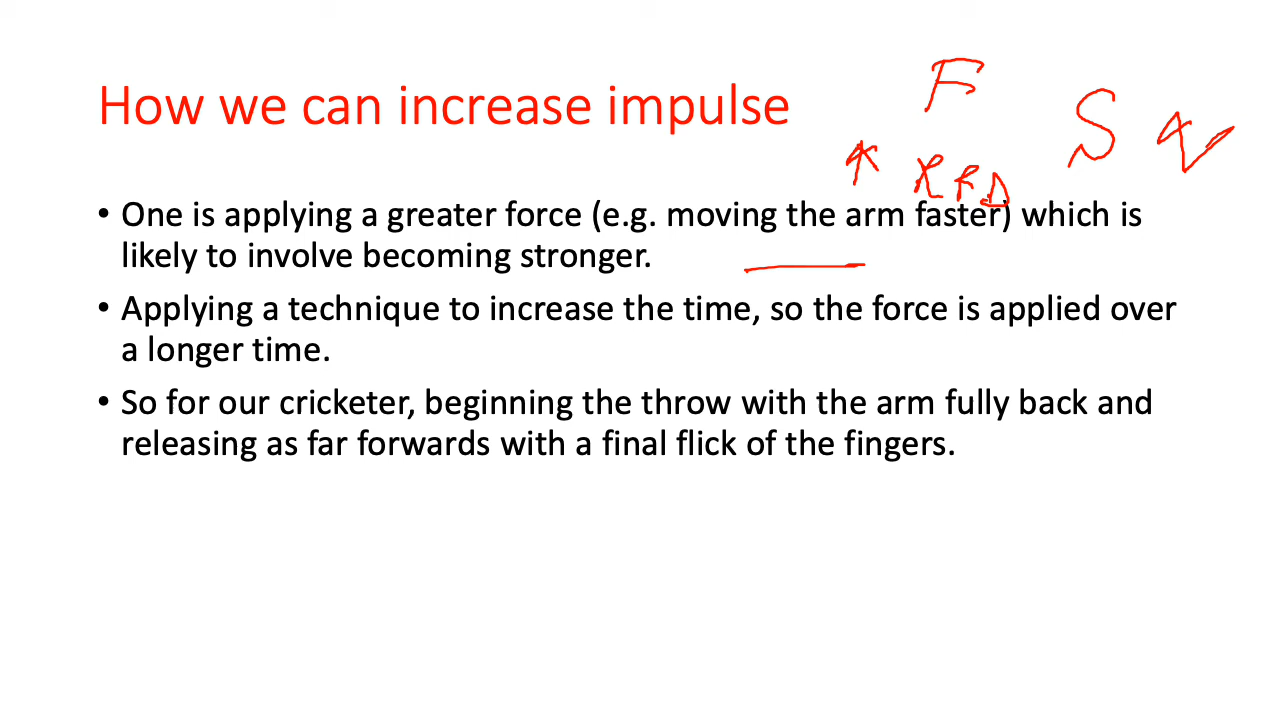 F
S
How we can increase impulse
RFD
• One is applying a greater force (e.g. moving the arm faster) which is
likely to involve becoming stronger.
• Applying a technique to increase the time, so the force is applied over
a longer time.
• So for our cricketer, beginning the throw with the arm fully back and
releasing as far forwards with a final flick of the fingers.